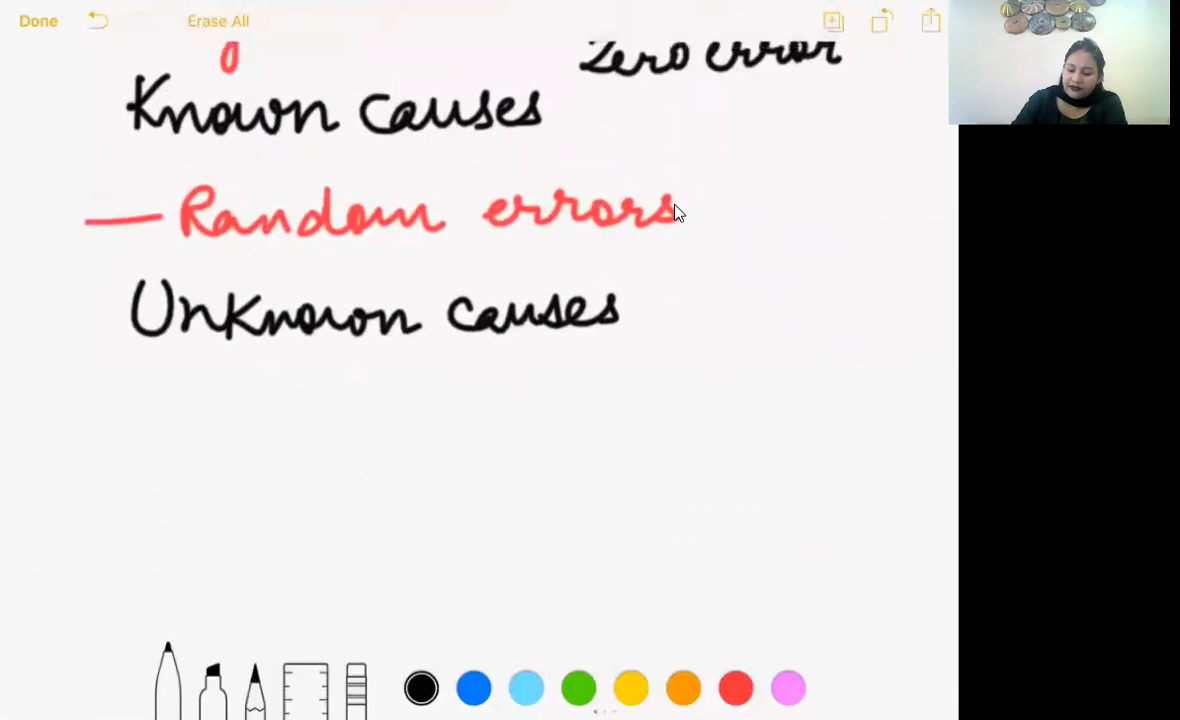 Done Erase All
Zero error
Known causes
— Random errors
Unknown causes